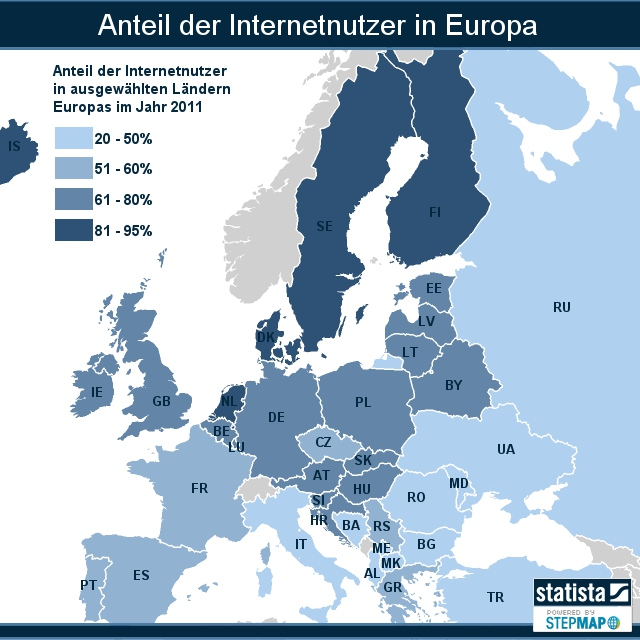 Anteil der Internetnutzer in Europa
Anteil der Internetnutzer
in ausgewählten Ländern
Europas im Jahr 2011
20 - 50%
51 - 60%
61 - 80%
81 - 95%
IS
SE
FI
RU
EE
LV
LT
DK
BY
IE
GB
NL
DE
PL
BE
LU
CZ
UA
SK
AT
FR
HU
MD
RO
SI
HR
BA
RS
IT
BG
ME
MK
AL
ES
PT
GR
TR
statista
POWERED BY
STEPMAP